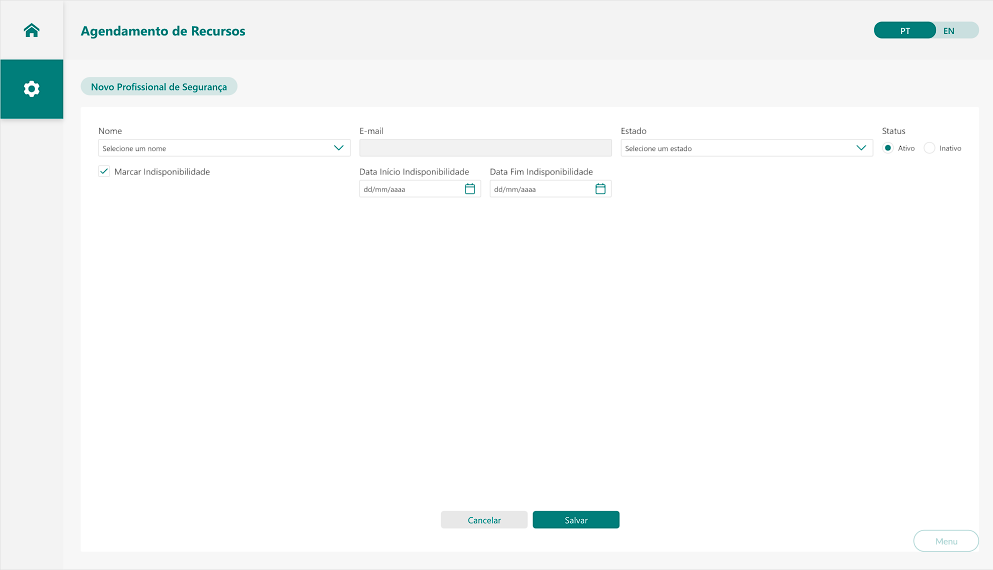 Agendamento de Recursos
PT
EN
Novo Profissional de Segurança
Nome
E-mail
Estado
Status
Selecione um nome
Selecione um estado
Ativo
Inativo
Marcar Indisponibilidade
Data Início Indisponibilidade
Data Fim Indisponibilidade
dd/mm/aaaa
dd/mm/aaaa
Cancelar
Salvar
Menu